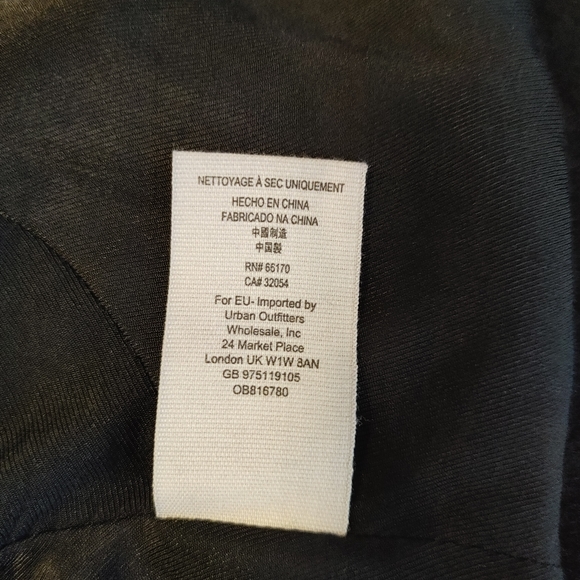 NETTOYAGE À SEC UNIQUEMENT
HECHO EN CHINA
FABRICADO NA CHINA
中國制造
中国製
RN# 66170
CA# 32054
For EU- Imported by
Urban Outfitters
Wholesale, Inc
24 Market Place
London UK W1W 8AN
GB 975119105
OB816780